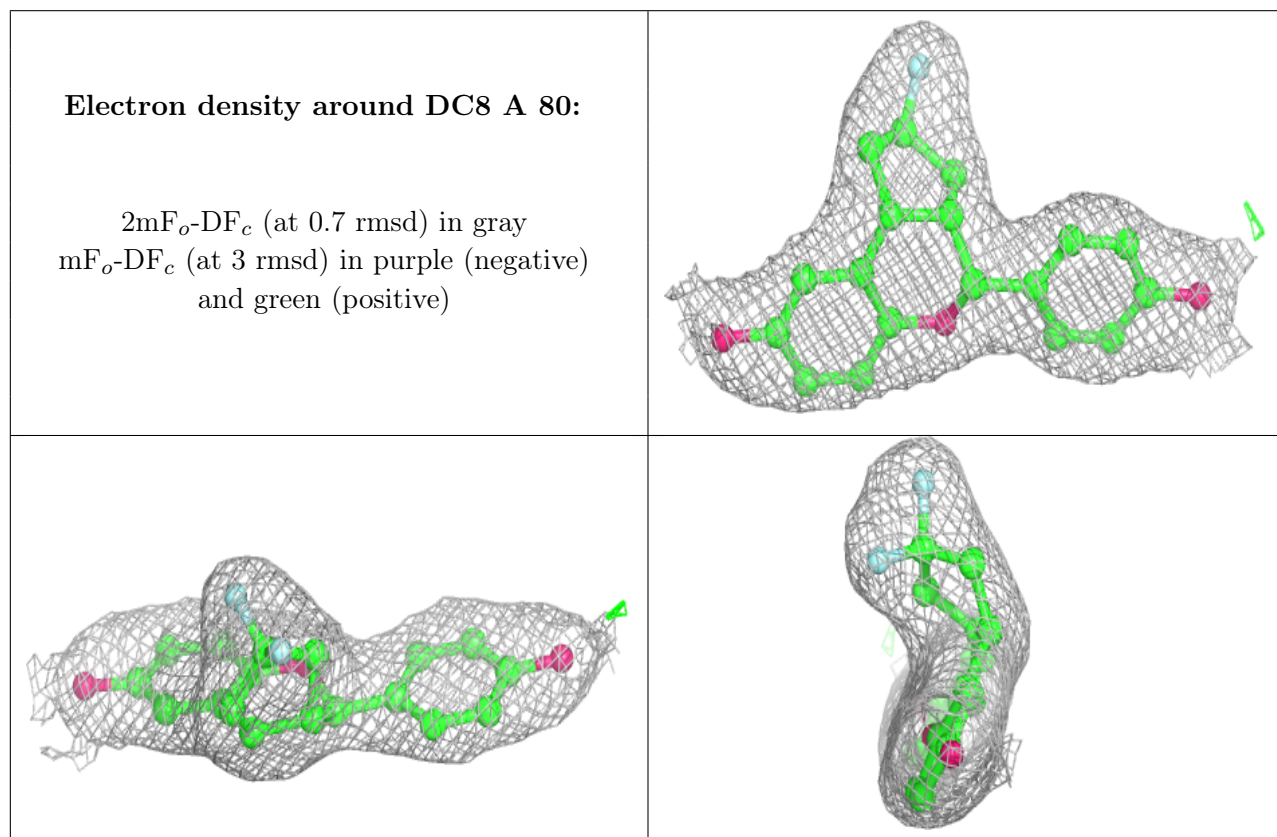 Electron density around DC8 A 80:
2mFo-DFc (at 0.7 rmsd) in gray
mFo-DFc (at 3 rmsd) in purple (negative)
and green (positive)